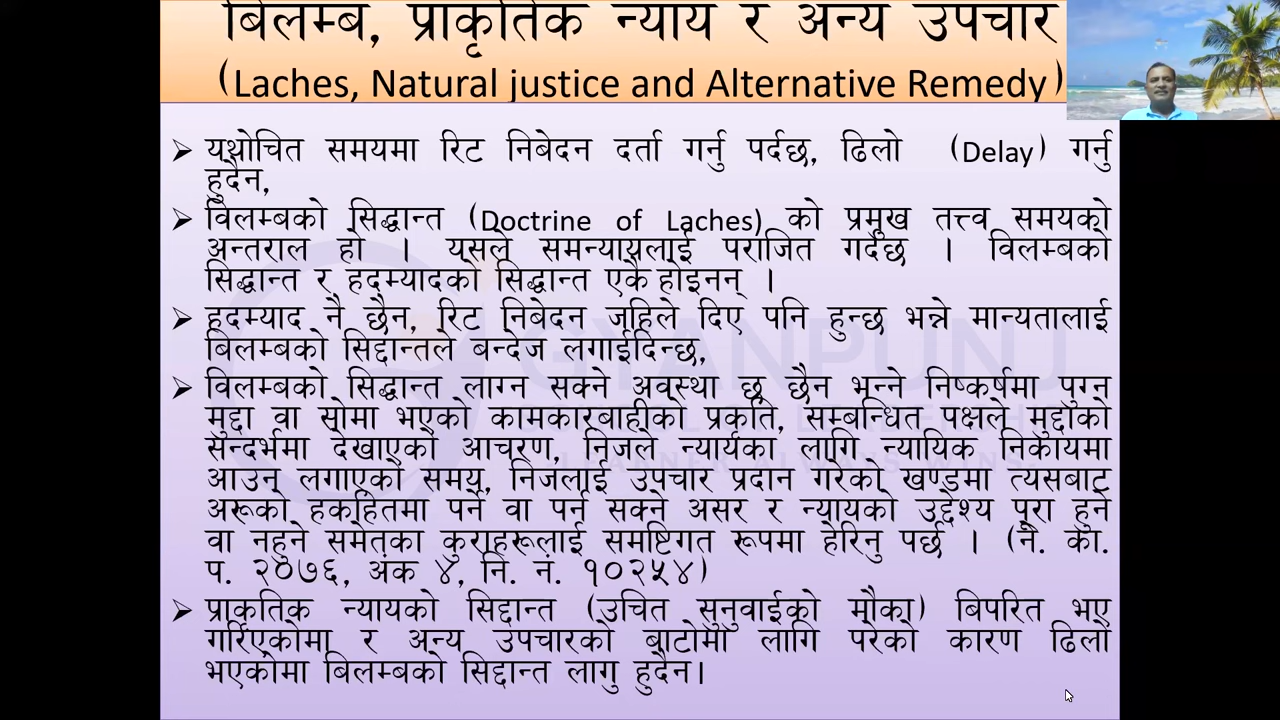 बिलम्ब, प्राकृतिक न्याय र अन्य उपचार
(Laches, Natural justice and Alternative Remedy)
➢ यथोचित समयमा रिट निबेदन दर्ता गर्नु पर्दछ, ढिलो (Delay) गर्नु
हुदैन,
➢ विलम्बको सिद्धान्त (Doctrine of Laches) को प्रमुख तत्त्व समयको
अन्तराल हो । यसले समन्यायलाई पराजित गर्दछ । विलम्बको
सिद्धान्त र हदम्यादको सिद्धान्त एकै होइनन् ।
➢ हदम्याद नै छैन, रिट निबेदन जहिले दिए पनि हुन्छ भन्ने मान्यतालाई
बिलम्बको सिद्दान्तले बन्देज लगाईदिन्छ,
➢ विलम्बको सिद्धान्त लाग्न सक्ने अवस्था छ छैन भन्ने निष्कर्षमा पुग्न
मुद्दा वा सोमा भएको कामकारबाहीको प्रकृति, सम्बन्धित पक्षले मुद्दाको
सन्दर्भमा देखाएको आचरण, निजले न्यायका लागि न्यायिक निकायमा
आउन लगाएको समय, निजलाई उपचार प्रदान गरेको खण्डमा त्यसबाट
अरूको हकहितमा पर्ने वा पर्न सक्ने असर र न्यायको उद्देश्य पूरा हुने
वा नहुने समेतका कुराहरूलाई समष्टिगत रूपमा हेरिनु पर्छ । (ने. का.
प. २०७६, अंक ४, नि. नं. १०२५४)
➢ प्राकृतिक न्यायको सिद्दान्त (उचित सुनुवाईको मौका) बिपरित भए
गरिएकोमा र अन्य उपचारको बाटोमा लागि परेको कारण ढिलो
भएकोमा बिलम्बको सिद्दान्त लागु हुदैन।
GYANPUNJ
LEARNER ALWAYS WINS